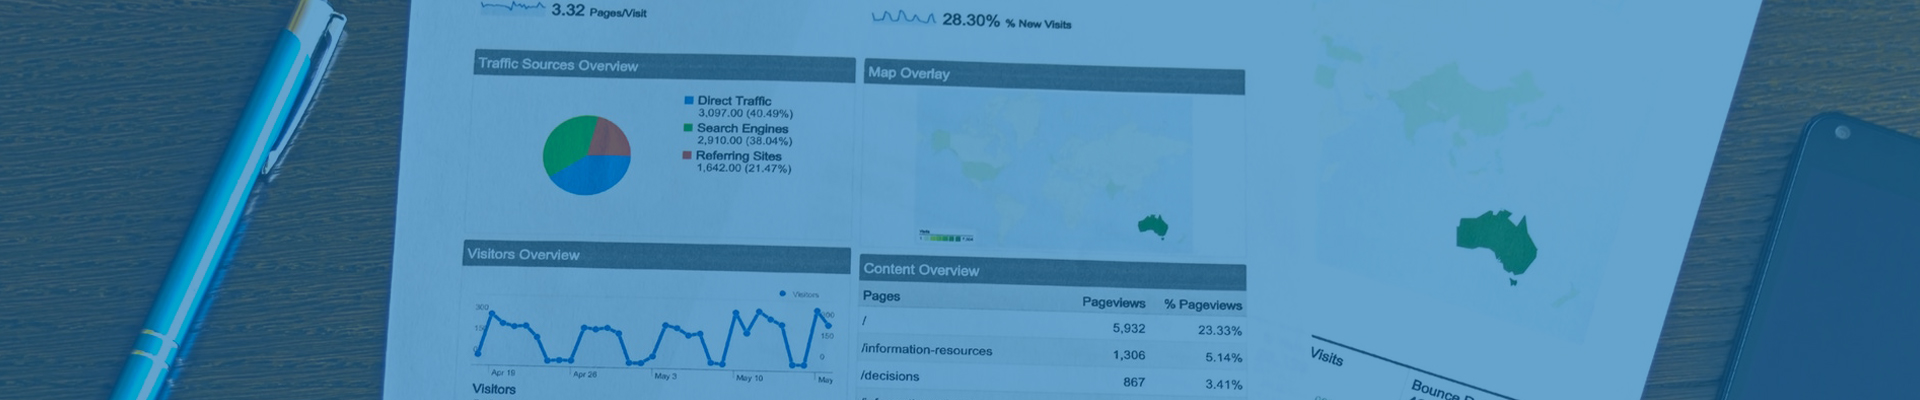 3.32 Pages/Visit
28.30% % New Visits
Traffic Sources Overview
Direct Traffic
3,097.00 (40.49%)
Search Engines
2,910.00 (38.04%)
Referring Sites
1,642.00 (21.47%)
Map Overlay
Visitors Overview
Visitors
300
150
0
150
0
Apr 19
Apr 26
May 3
May 10
May
Visitors
Content Overview
Pages Pageviews % Pageviews
/ 5,932 23.33%
/information-resources 1,306 5.14%
/decisions 867 3.41%
Visits
Bounce